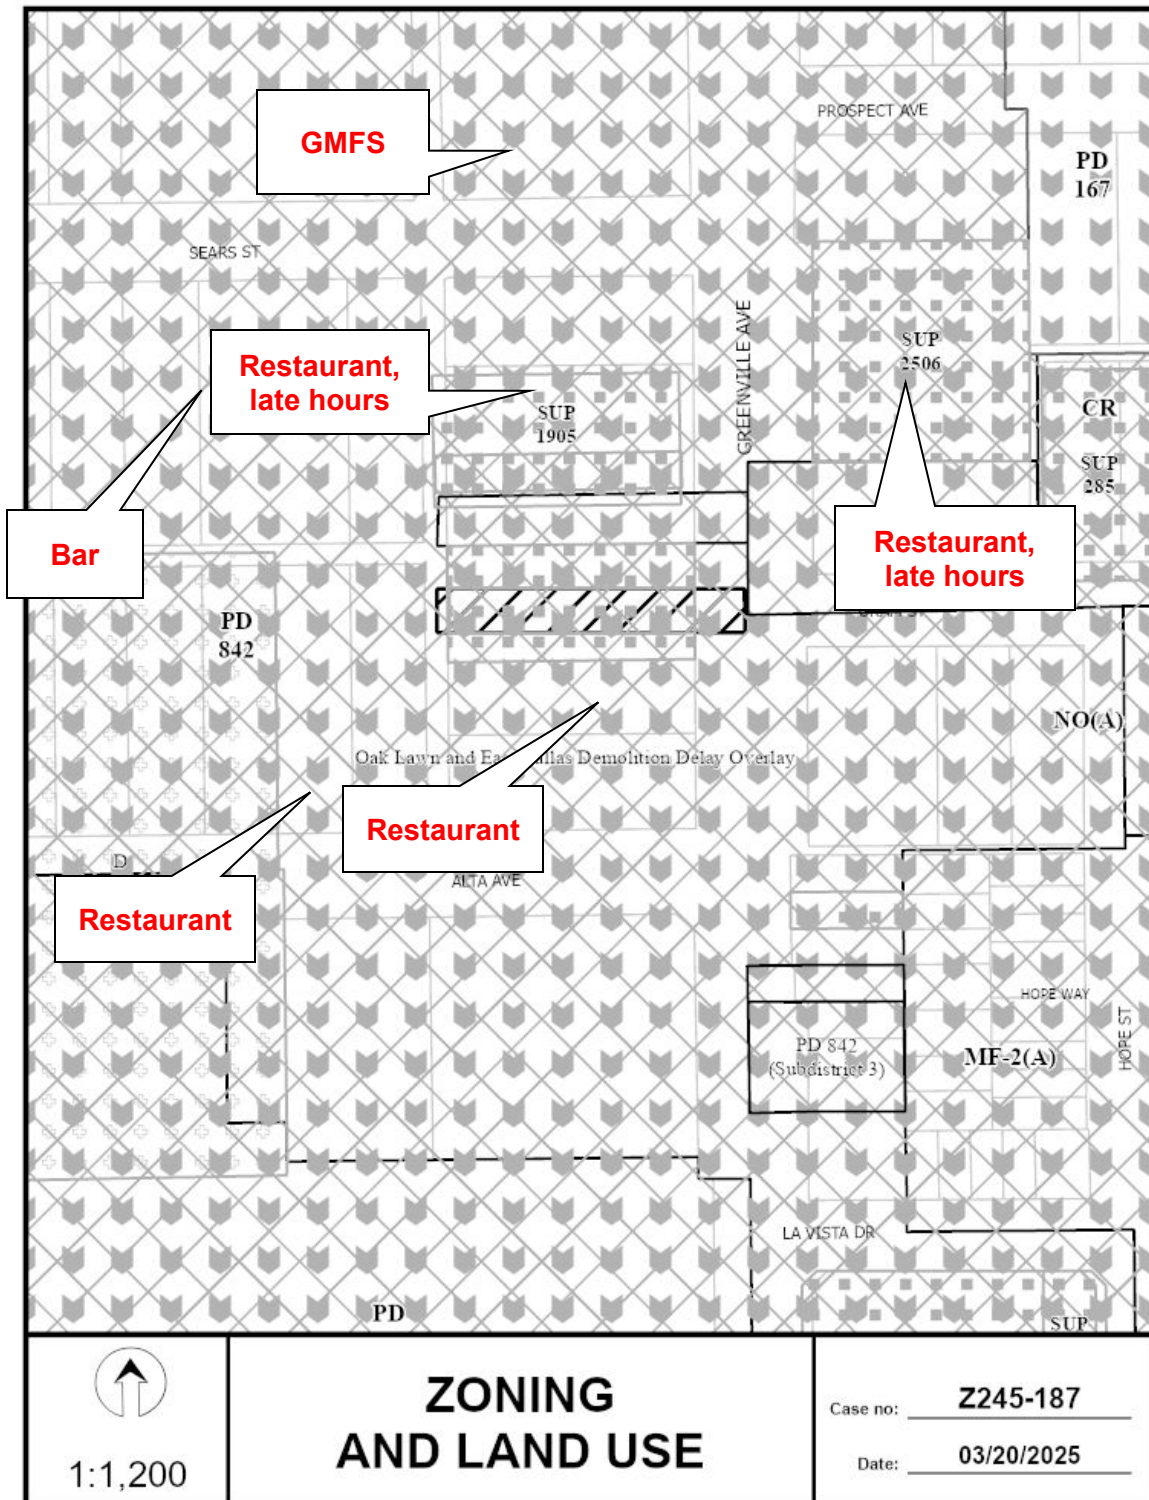 PROSPECT AVE
GMFS
PD
167
SEARS ST
GREENVILLE AVE
Restaurant,
late hours
SUP
2506
SUP
1905
CR
SUP
285
Bar
Restaurant,
late hours
PD
842
NO(A)
Oak Lawn and East Dallas Demolition Delay Overlay
Restaurant
D
ALTA AVE
Restaurant
HOPE WAY
HOPE ST
PD 842
(Subdistrict 3)
MF-2(A)
LA VISTA DR
PD
SUP
1:1,200
ZONING
AND LAND USE
Case no: Z245-187
Date: 03/20/2025